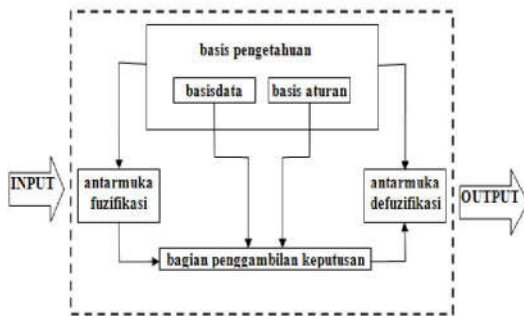 basis pengetahuan
basisdata
basis aturan
INPUT
antarmuka
fuzifikasi
antarmuka
defuzifikasi
OUTPUT
bagian penggambilan keputusan